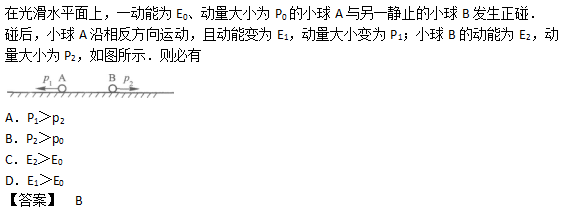 在光滑水平面上，一动能为 E₀、动量大小为 P₀的小球 A 与另一静止的小球 B 发生正碰．
碰后，小球 A 沿相反方向运动，且动能变为 E₁，动量大小变为 P₁；小球 B 的动能为 E₂，动
量大小为 P₂，如图所示．则必有
p₁ A B p₂
A．P₁＞p₂
B．P₂＞p₀
C．E₂＞E₀
D．E₁＞E₀
【答案】 B